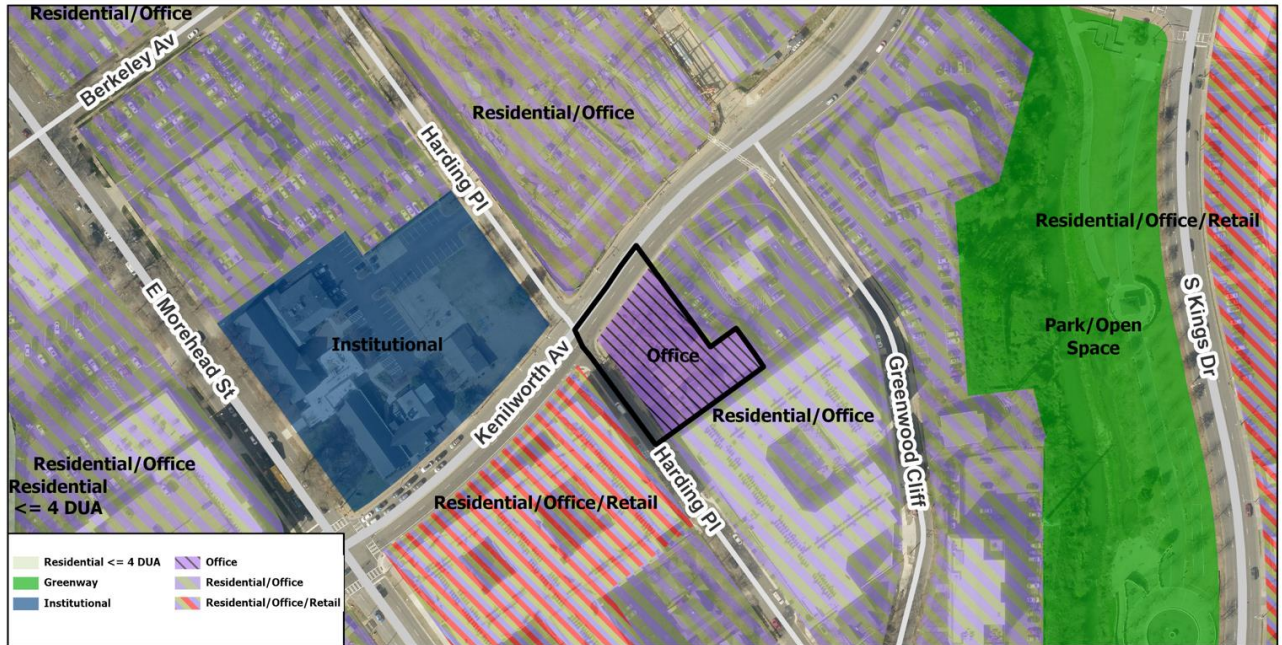 Residential/Office
Berkeley Av
Harding Pl
Residential/Office
Residential/Office/Retail
S Kings Dr
E Morehead St
Institutional
Kenilworth Av
Office
Park/Open
Space
Greenwood Cliff
Residential/Office
Harding Pl
Residential/Office
Residential
<= 4 DUA
Residential/Office/Retail
Residential <= 4 DUA
Greenway
Institutional
Office
Residential/Office
Residential/Office/Retail